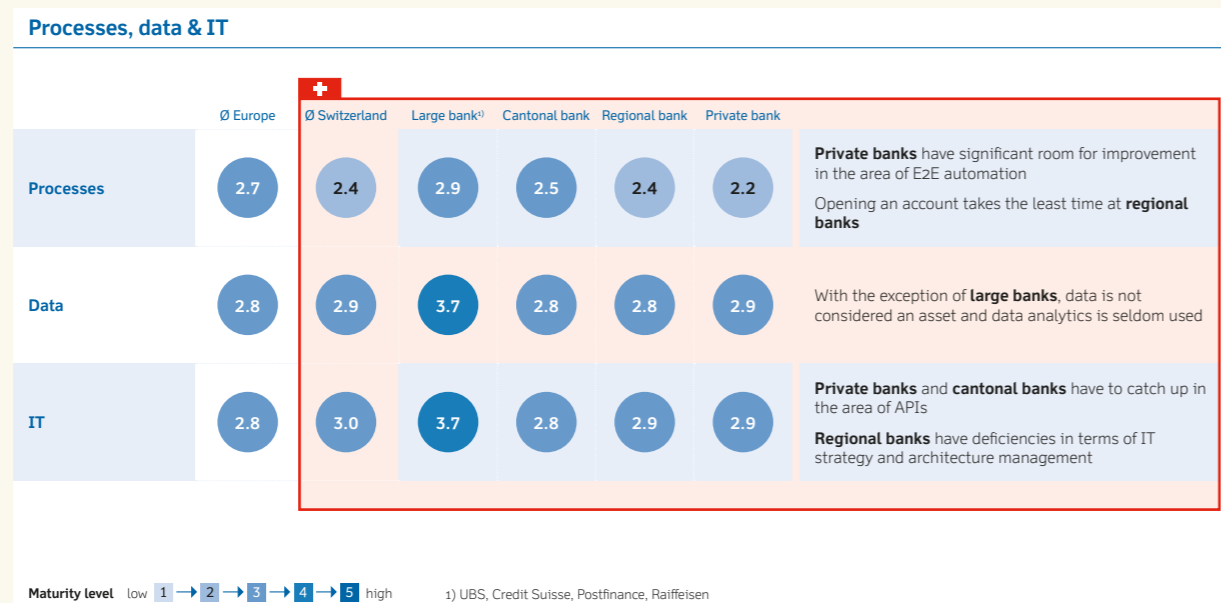 Processes, data & IT
Ø Europe
Ø Switzerland
Large bank¹⁾
Cantonal bank
Regional bank
Private bank
Processes
2.7
2.4
2.9
2.5
2.4
2.2
Private banks have significant room for improvement
in the area of E2E automation
Opening an account takes the least time at regional
banks
Data
2.8
2.9
3.7
2.8
2.8
2.9
With the exception of large banks, data is not
considered an asset and data analytics is seldom used
IT
2.8
3.0
3.7
2.8
2.9
2.9
Private banks and cantonal banks have to catch up in
the area of APIs
Regional banks have deficiencies in terms of IT
strategy and architecture management
Maturity level low 1 → 2 → 3 → 4 → 5 high
1) UBS, Credit Suisse, Postfinance, Raiffeisen